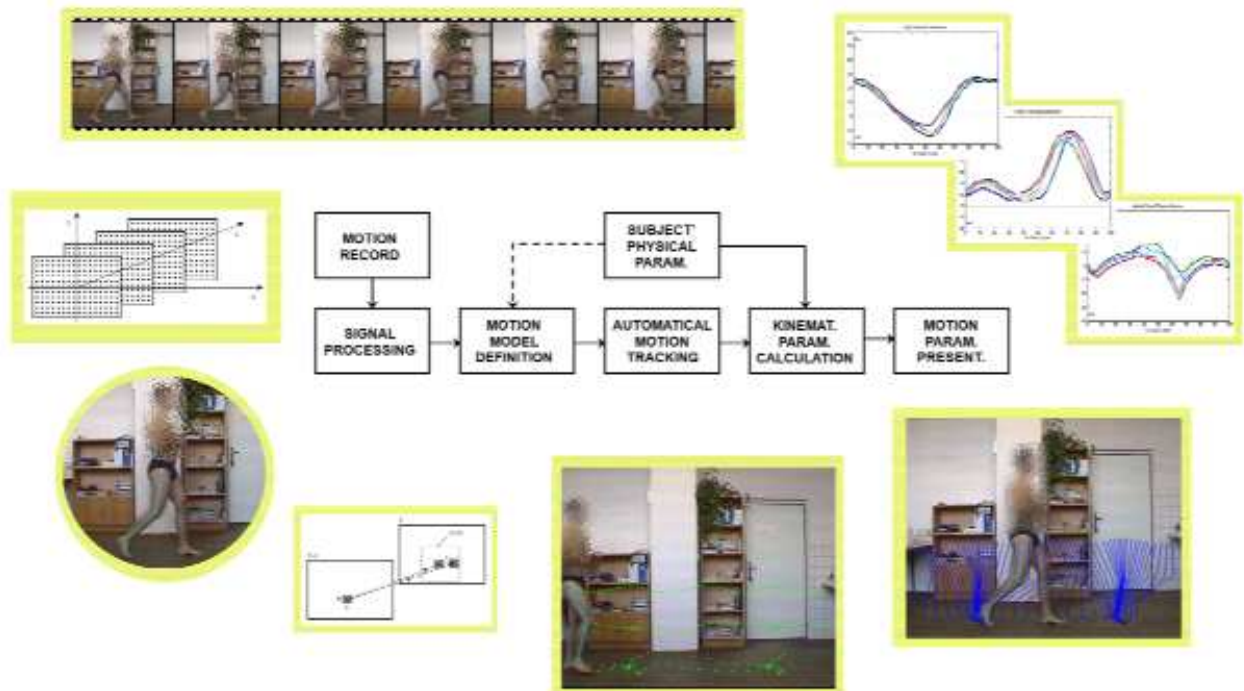 MOTION
RECORD
SUBJECT'
PHYSICAL
PARAM.
SIGNAL
PROCESSING
MOTION
MODEL
DEFINITION
AUTOMATICAL
MOTION
TRACKING
KINEMAT.
PARAM.
CALCULATION
MOTION
PARAM.
PRESENT.